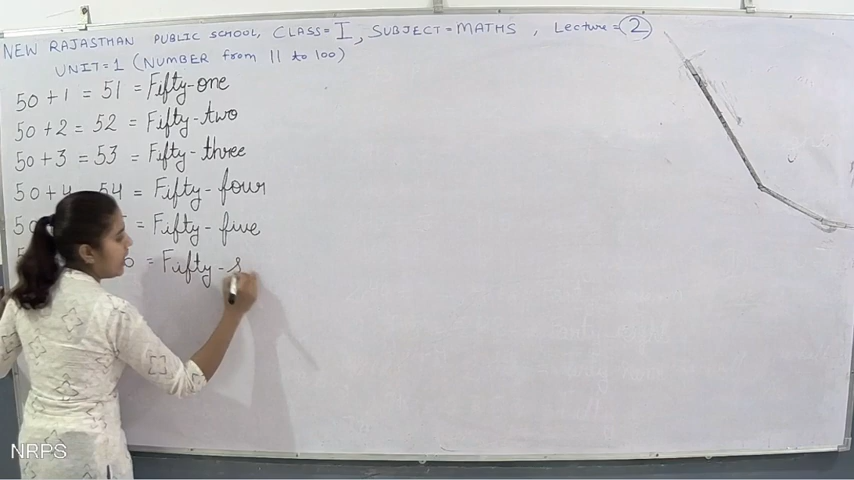 NEW RAJASTHAN PUBLIC SCHOOL, CLASS=I, SUBJECT=MATHS, Lecture=2
UNIT=1 (NUMBER from 11 to 100)
50+1 = 51 = Fifty-one
50+2 = 52 = Fifty-two
50+3 = 53 = Fifty-three
50+4 = 54 = Fifty-four
= Fifty-five
= Fifty-s
NRPS